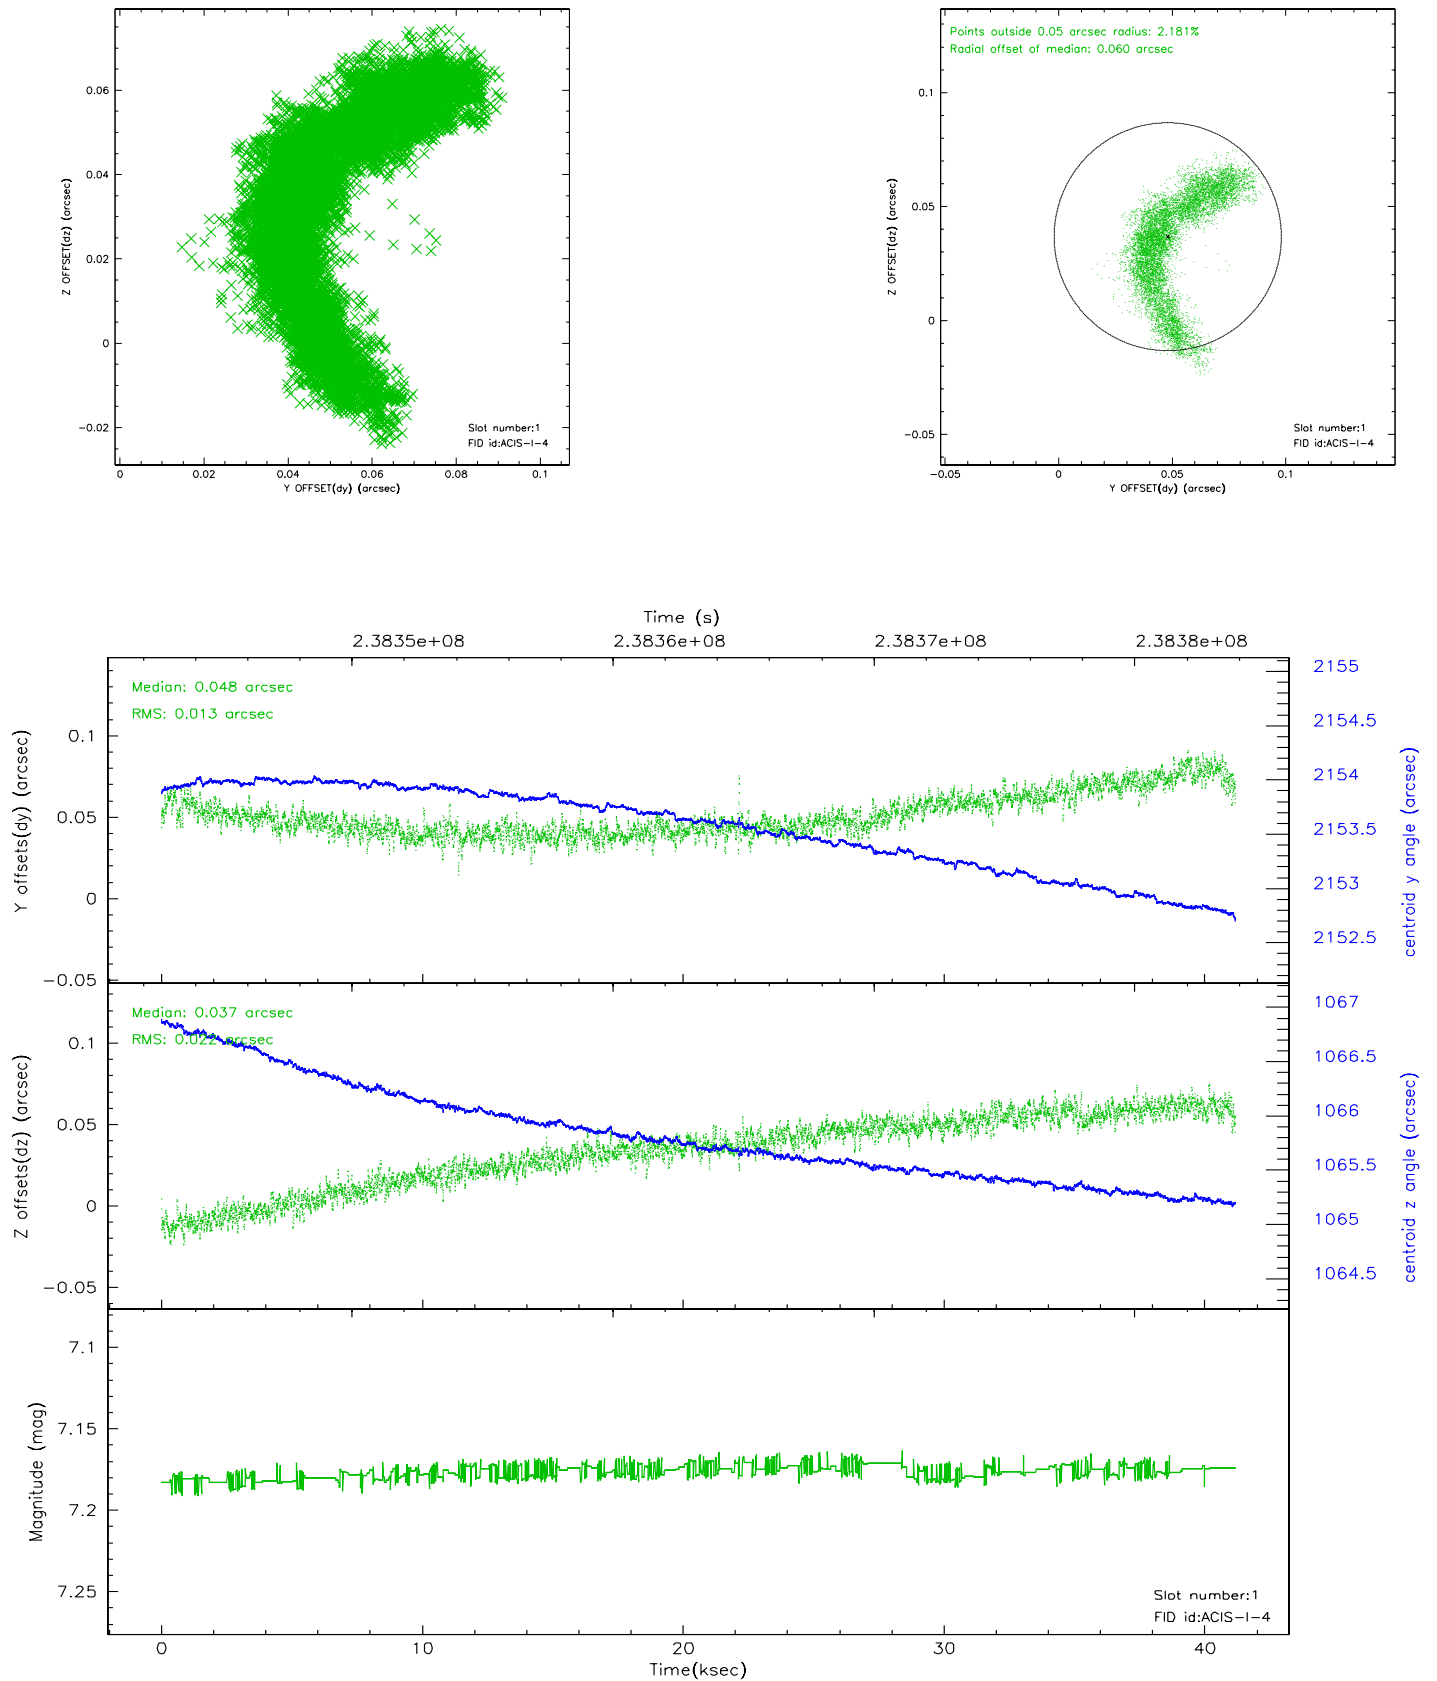 0.06
0.04
0.02
0
−0.02
Z OFFSET(dz) (arcsec)
Slot number:1
FID id:ACIS−I−4
0 0.02 0.04 0.06 0.08 0.1
Y OFFSET(dy) (arcsec)
Points outside 0.05 arcsec radius: 2.181%
Radial offset of median: 0.060 arcsec
0.1
0.05
0
−0.05
Z OFFSET(dz) (arcsec)
Slot number:1
FID id:ACIS−I−4
−0.05 0 0.05 0.1
Y OFFSET(dy) (arcsec)
Time (s)
2.3835e+08 2.3836e+08 2.3837e+08 2.3838e+08
Median: 0.048 arcsec
RMS: 0.013 arcsec
0.1
0.05
0
−0.05
Y offsets(dy) (arcsec)
2155
2154.5
2154
2153.5
2153
2152.5
centroid y angle (arcsec)
Median: 0.037 arcsec
RMS: 0.022 arcsec
0.1
0.05
0
−0.05
Z offsets(dz) (arcsec)
1067
1066.5
1066
1065.5
1065
1064.5
centroid z angle (arcsec)
7.1
7.15
7.2
7.25
Magnitude (mag)
Slot number:1
FID id:ACIS−I−4
0 10 20 30 40
Time(ksec)